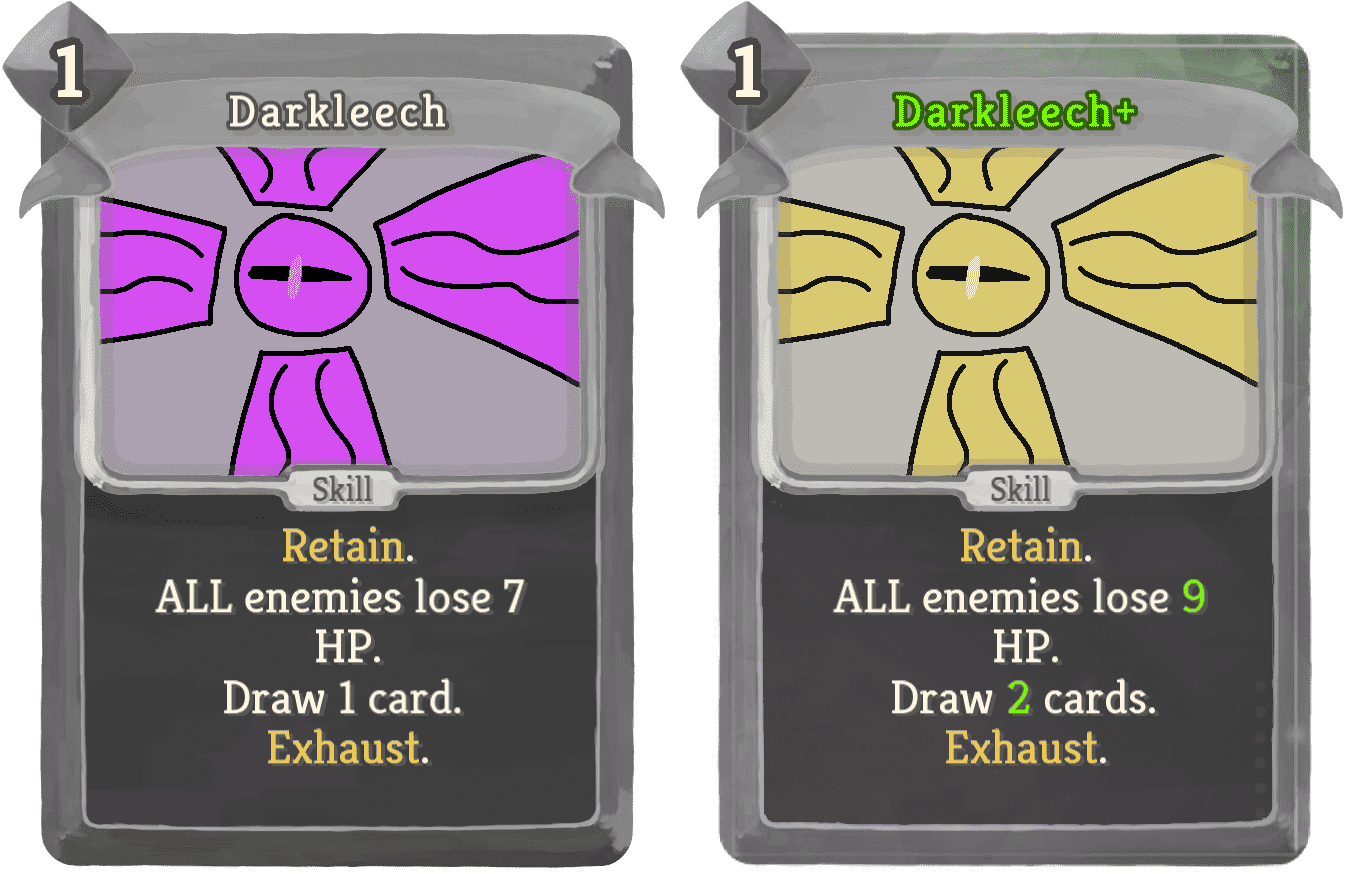 1
Darkleech
Skill
Retain.
ALL enemies lose 7
HP.
Draw 1 card.
Exhaust.
1
Darkleech+
Skill
Retain.
ALL enemies lose 9
HP.
Draw 2 cards.
Exhaust.